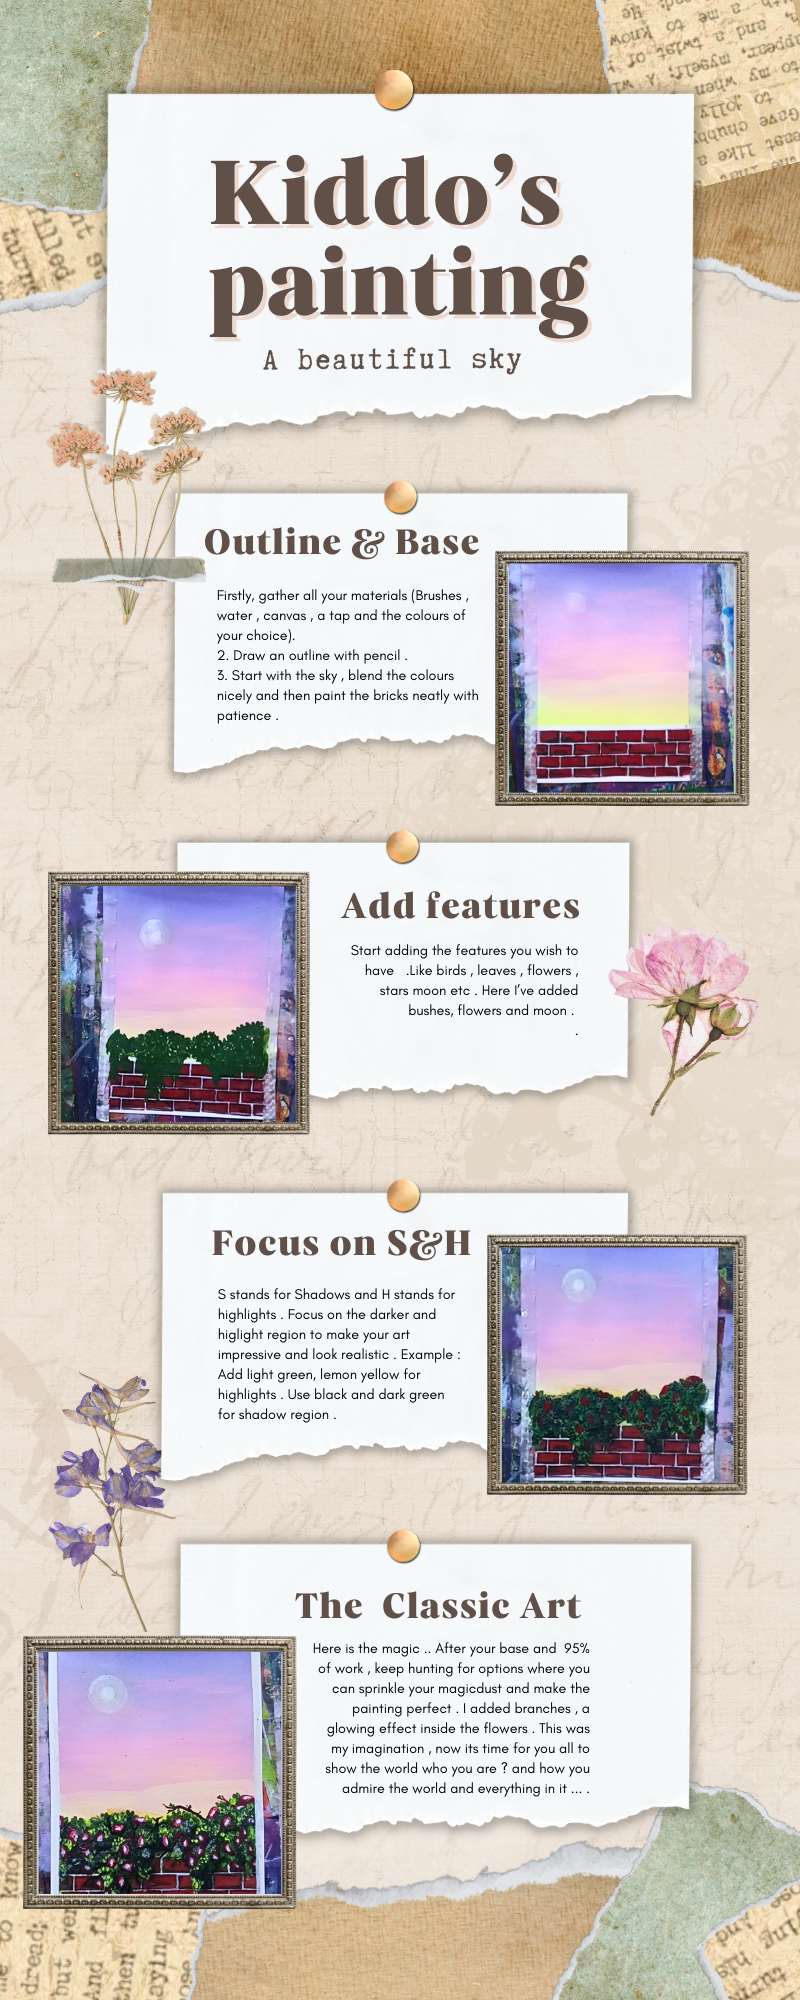 Kiddo's
painting
A beautiful sky
Outline & Base
Firstly, gather all your materials (Brushes ,
water , canvas , a tap and the colours of
your choice).
2. Draw an outline with pencil .
3. Start with the sky , blend the colours
nicely and then paint the bricks neatly with
patience .
Add features
Start adding the features you wish to
have .Like birds , leaves , flowers ,
stars moon etc . Here I've added
bushes, flowers and moon .
.
Focus on S&H
S stands for Shadows and H stands for
highlights . Focus on the darker and
higlight region to make your art
impressive and look realistic . Example :
Add light green, lemon yellow for
highlights . Use black and dark green
for shadow region .
The Classic Art
Here is the magic .. After your base and 95%
of work , keep hunting for options where you
can sprinkle your magicdust and make the
painting perfect . I added branches , a
glowing effect inside the flowers . This was
my imagination , now its time for you all to
show the world who you are ? and how you
admire the world and everything in it ... .